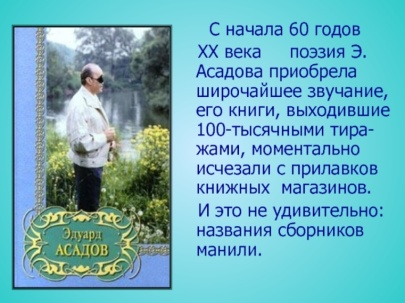 С начала 60 годов
XX века поэзия Э.
Асадова приобрела
широчайшее звучание,
его книги, выходившие
100-тысячными тира-
жами, моментально
исчезали с прилавков
книжных магазинов.
И это не удивительно:
названия сборников
манили.
Эдуард
АСАДОВ